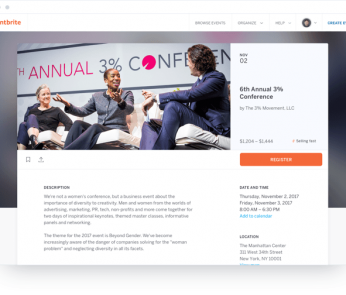 ntbrite
BROWSE EVENTS
ORGANIZE
HELP
CREATE E
ANNUAL 3% CONFERENCE
3% CONF
NOV
02
6th Annual 3%
Conference
by The 3% Movement, LLC
$1,204 – $1,444
Selling fast
REGISTER
DESCRIPTION
We're not a women's conference, but a business event about the
importance of diversity to creativity. Men and women from the worlds of
advertising, marketing, PR, tech, non-profits and more come together for
two days of inspirational keynotes, themed master classes, informative
panels and networking.
The theme for the 2017 event is Beyond Gender. We've become
increasingly aware of the danger of companies solving for the "woman
problem" and neglecting diversity in all its facets.
DATE AND TIME
Thursday, November 2, 2017
Friday, November 3, 2017
8:00 AM – 6:30 PM
Add to calendar
LOCATION
The Manhattan Center
311 West 34th Street
New York, NY 10001
View map